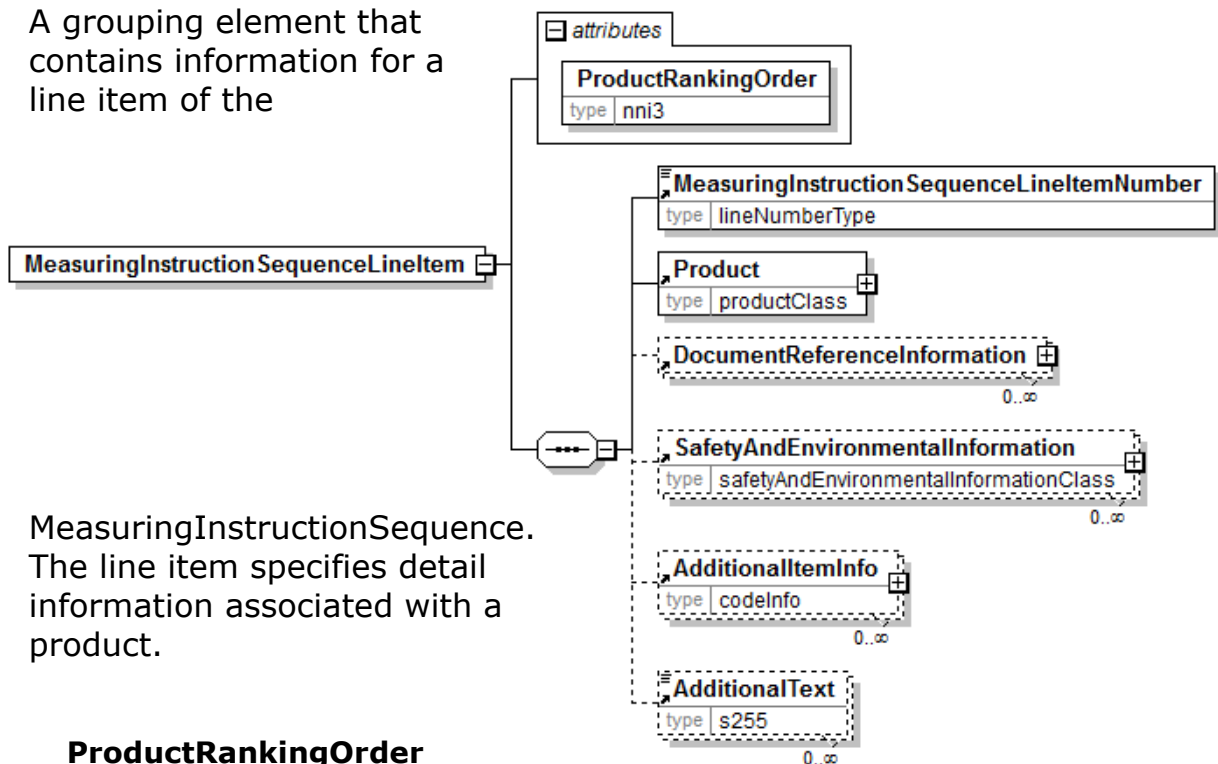 A grouping element that
contains information for a
line item of the
MeasuringInstructionSequence.
The line item specifies detail
information associated with a
product.
ProductRankingOrder
MeasuringInstructionSequenceLineItem
attributes
ProductRankingOrder
type nni3
MeasuringInstructionSequenceLineItemNumber
type lineNumberType
Product
type productClass
DocumentReferenceInformation
0..∞
SafetyAndEnvironmentalInformation
type safetyAndEnvironmentalInformationClass
0..∞
AdditionalItemInfo
type codeInfo
0..∞
AdditionalText
type s255
0..∞